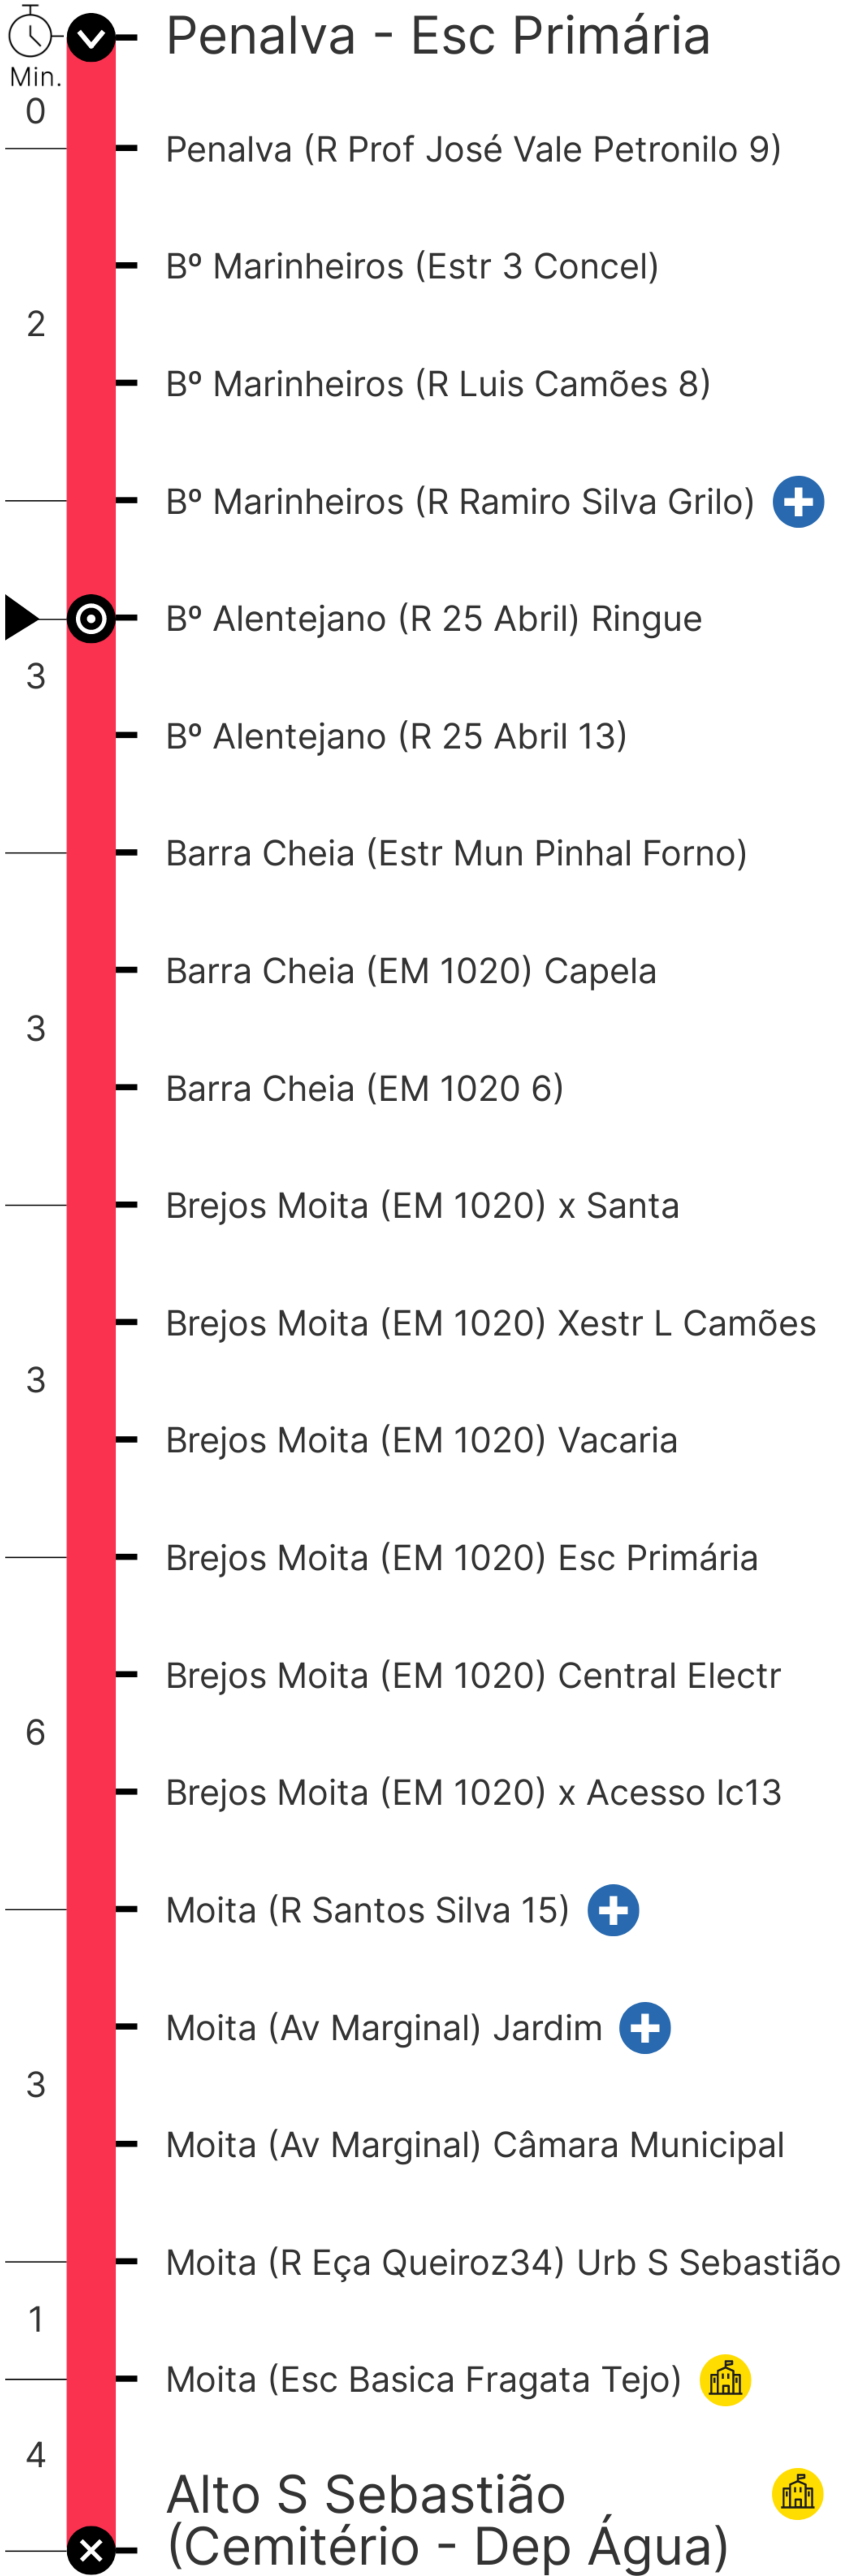 Penalva - Esc Primária
Min.
0
Penalva (R Prof José Vale Petronilo 9)
Bº Marinheiros (Estr 3 Concel)
2
Bº Marinheiros (R Luis Camões 8)
Bº Marinheiros (R Ramiro Silva Grilo)
Bº Alentejano (R 25 Abril) Ringue
3
Bº Alentejano (R 25 Abril 13)
Barra Cheia (Estr Mun Pinhal Forno)
Barra Cheia (EM 1020) Capela
3
Barra Cheia (EM 1020 6)
Brejos Moita (EM 1020) x Santa
Brejos Moita (EM 1020) Xestr L Camões
3
Brejos Moita (EM 1020) Vacaria
Brejos Moita (EM 1020) Esc Primária
Brejos Moita (EM 1020) Central Electr
6
Brejos Moita (EM 1020) x Acesso Ic13
Moita (R Santos Silva 15)
Moita (Av Marginal) Jardim
3
Moita (Av Marginal) Câmara Municipal
Moita (R Eça Queiroz34) Urb S Sebastião
1
Moita (Esc Basica Fragata Tejo)
4
Alto S Sebastião
(Cemitério - Dep Água)